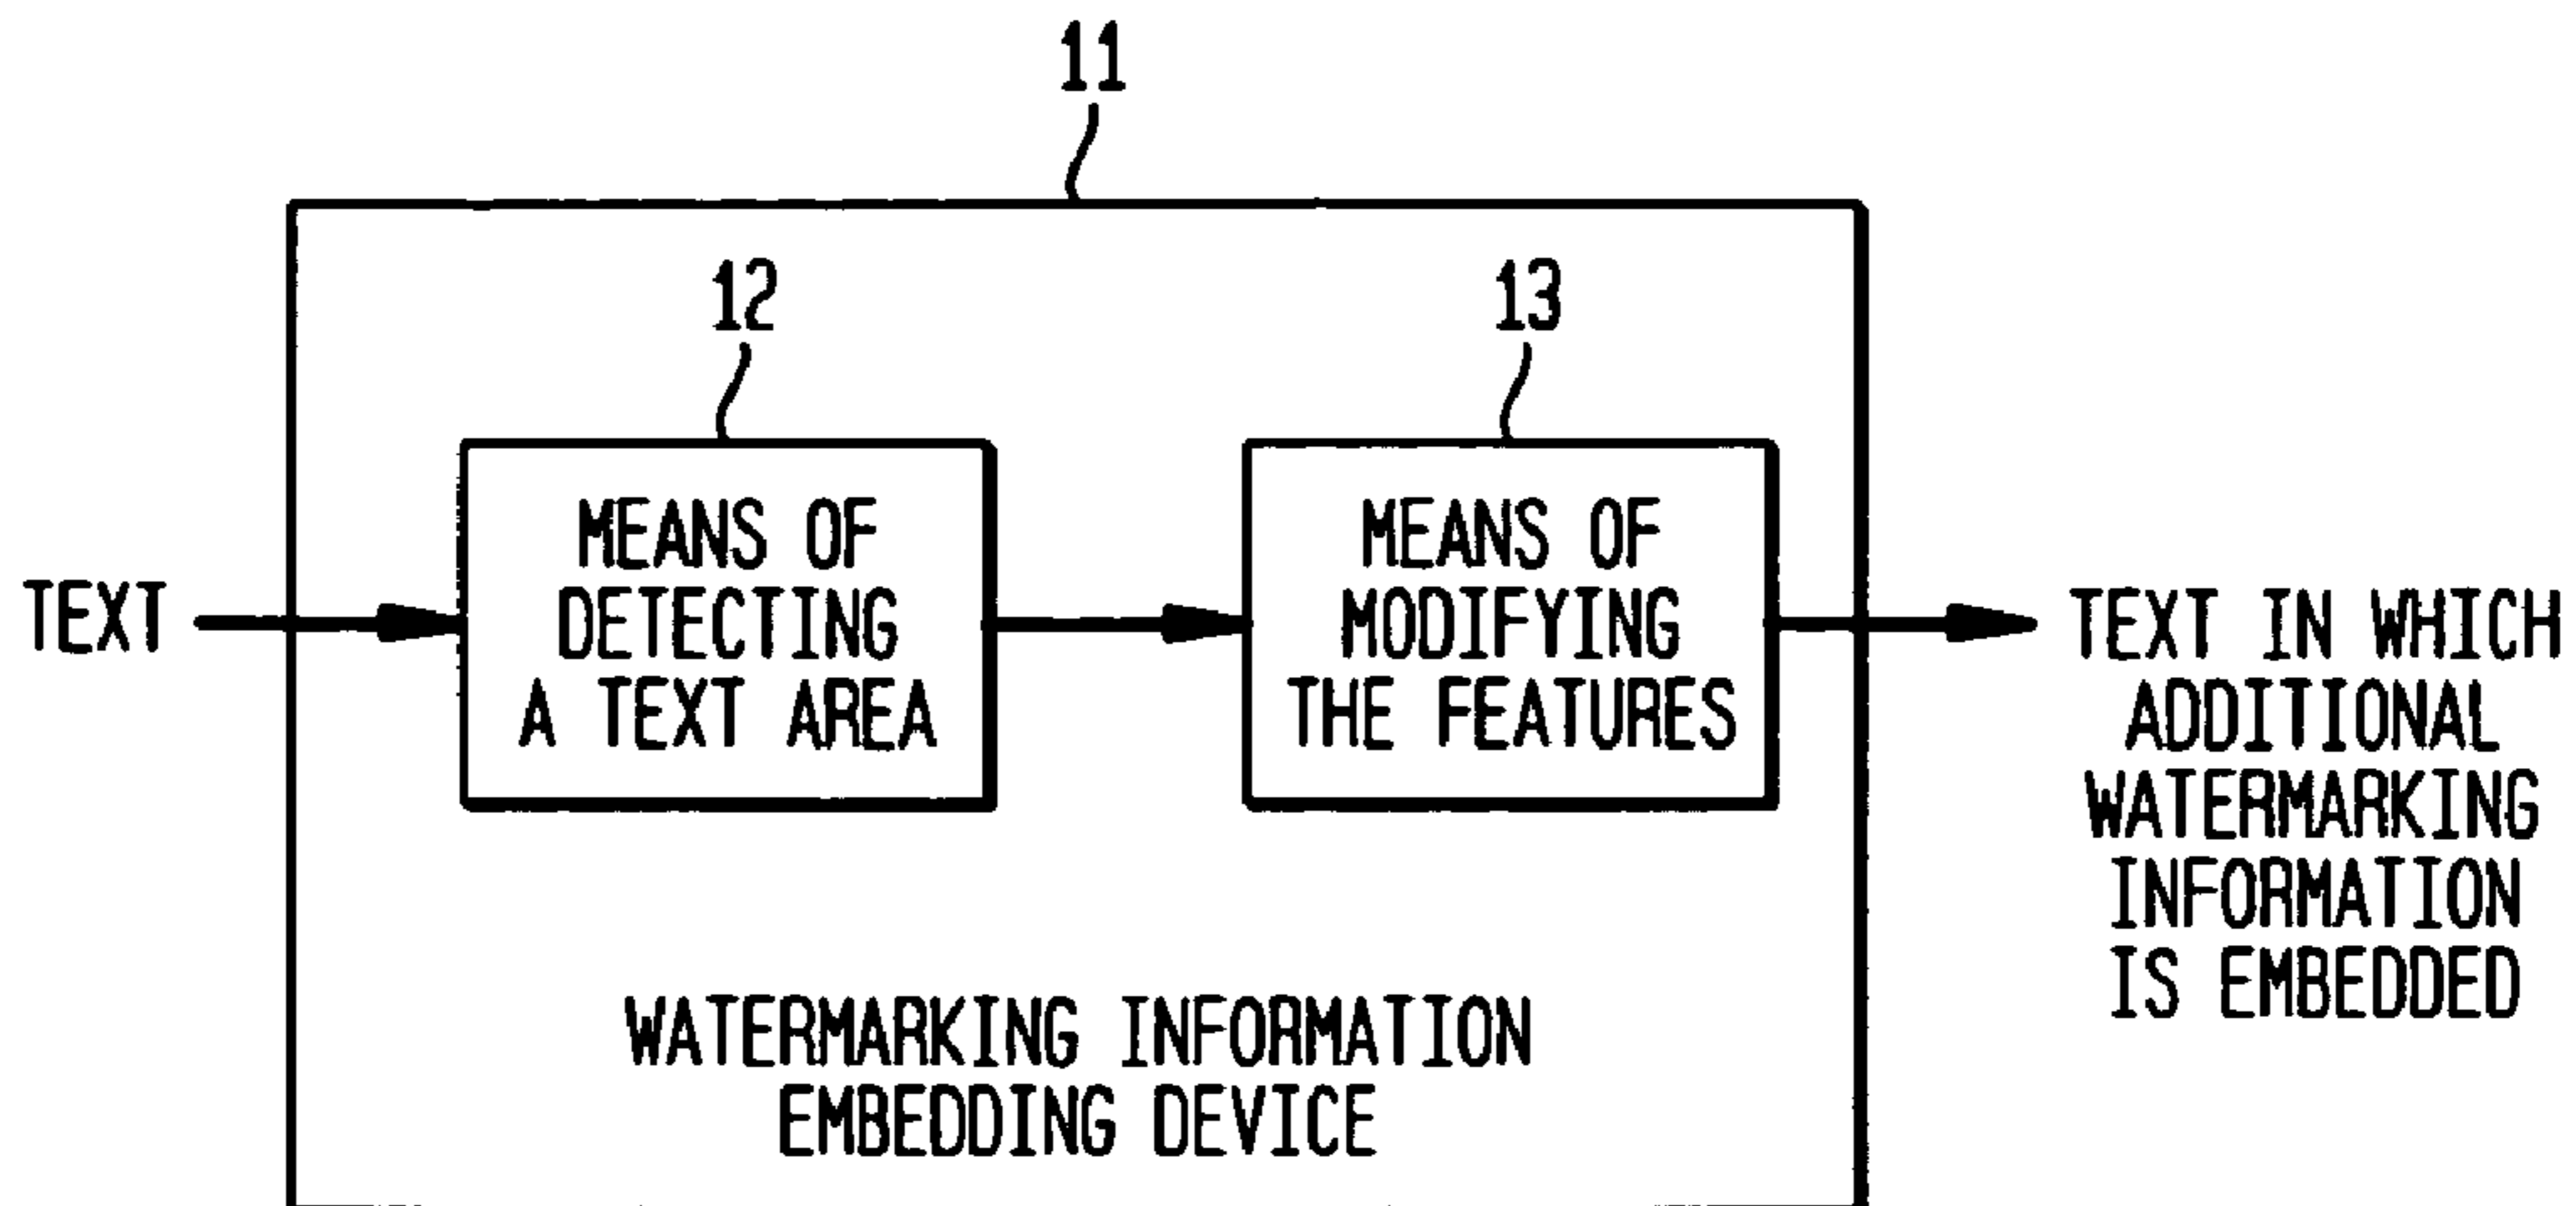 11
12
13
TEXT
MEANS OF
DETECTING
A TEXT AREA
MEANS OF
MODIFYING
THE FEATURES
TEXT IN WHICH
ADDITIONAL
WATERMARKING
INFORMATION
IS EMBEDDED
WATERMARKING INFORMATION
EMBEDDING DEVICE